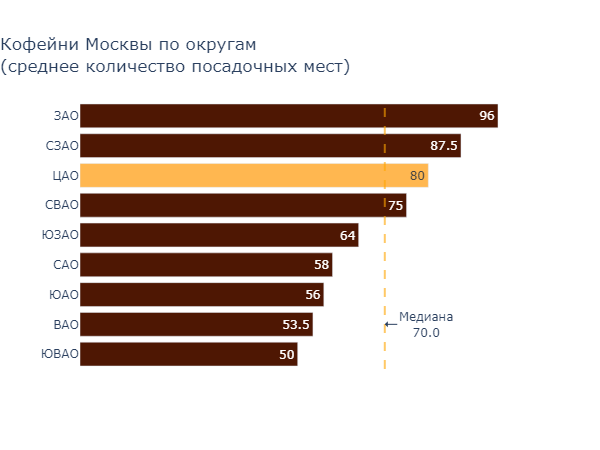 Кофейни Москвы по округам
(среднее количество посадочных мест)
ЗАО 96
СЗАО 87.5
ЦАО 80
СВАО 75
ЮЗАО 64
САО 58
ЮАО 56
ВАО 53.5
ЮВАО 50
←Медиана
70.0